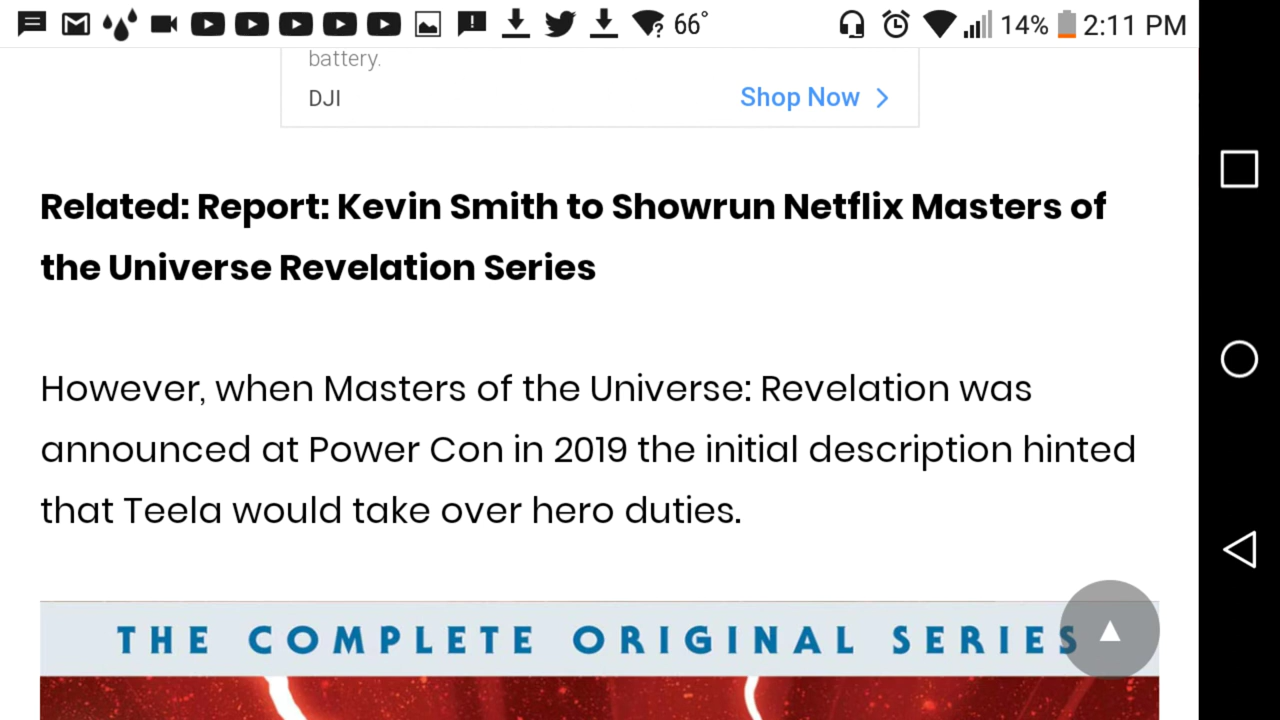 66° 14% 2:11 PM
battery.
DJI Shop Now
Related: Report: Kevin Smith to Showrun Netflix Masters of
the Universe Revelation Series
However, when Masters of the Universe: Revelation was
announced at Power Con in 2019 the initial description hinted
that Teela would take over hero duties.
THE COMPLETE ORIGINAL SERIES